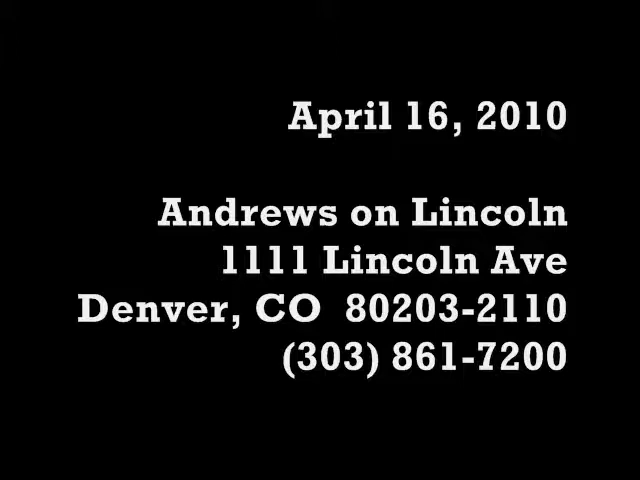 April 16, 2010
Andrews on Lincoln
1111 Lincoln Ave
Denver, CO  80203-2110
(303) 861-7200